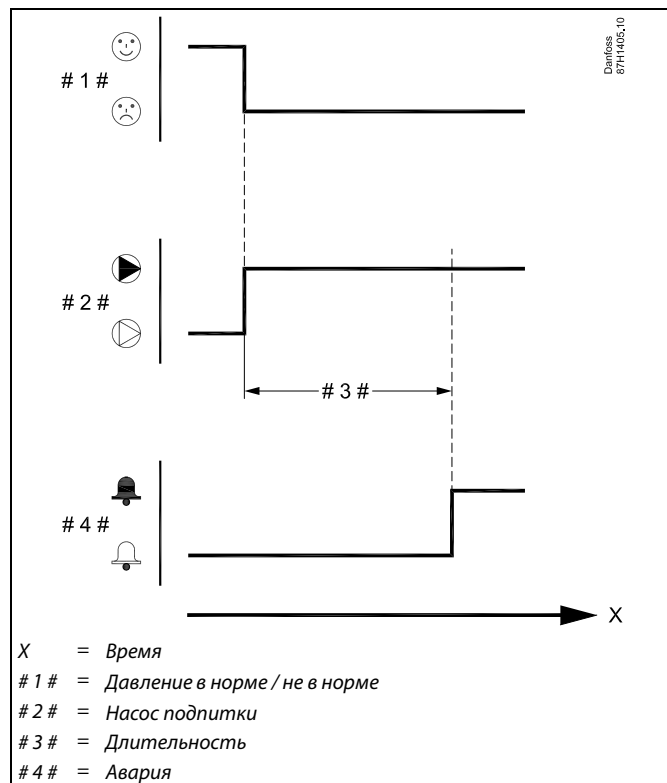 Danfoss
87H1405.10
# 1 #
# 2 #
# 3 #
# 4 #
X
X = Время
# 1 # = Давление в норме / не в норме
# 2 # = Насос подпитки
# 3 # = Длительность
# 4 # = Авария